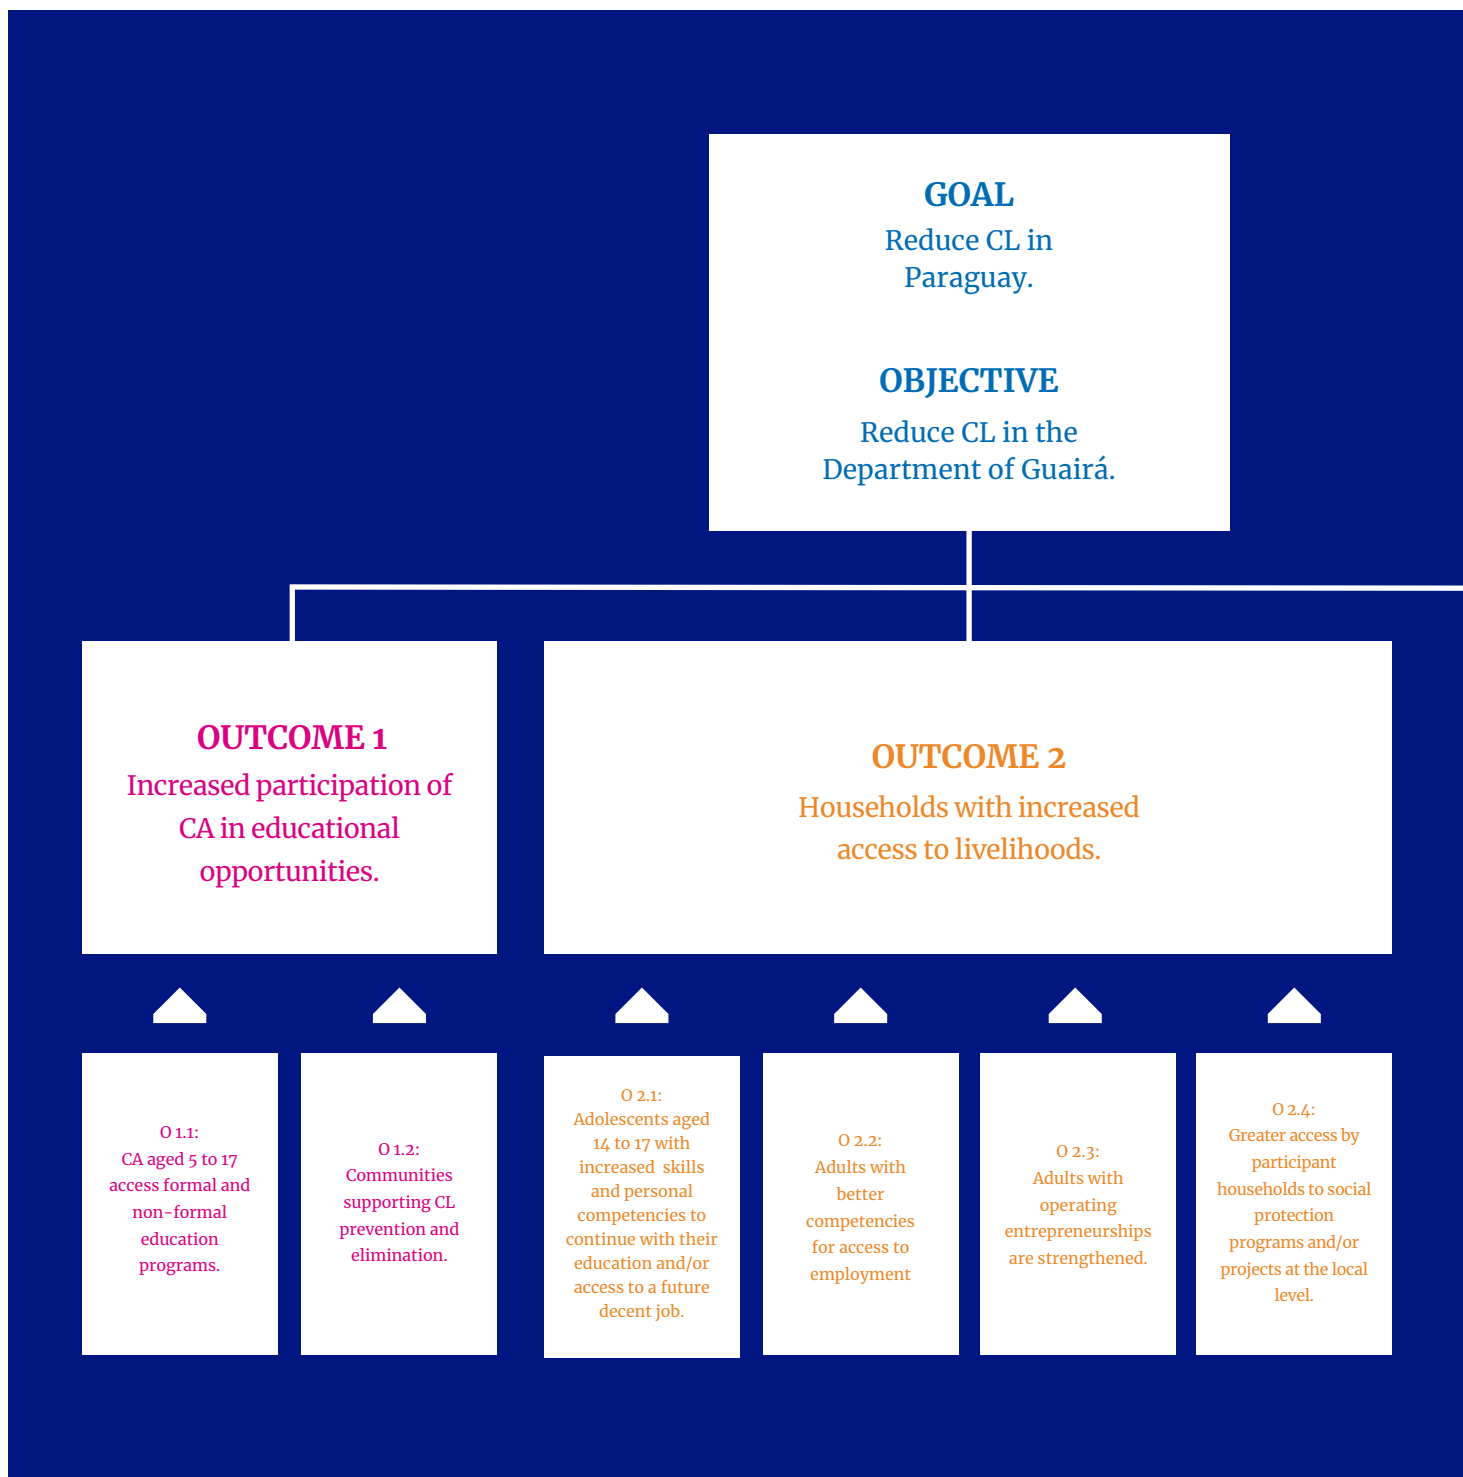 GOAL
Reduce CL in
Paraguay.
OBJECTIVE
Reduce CL in the
Department of Guairá.
OUTCOME 1
Increased participation of
CA in educational
opportunities.
OUTCOME 2
Households with increased
access to livelihoods.
O 1.1:
CA aged 5 to 17
access formal and
non-formal
education
programs.
O 1.2:
Communities
supporting CL
prevention and
elimination.
O 2.1:
Adolescents aged
14 to 17 with
increased skills
and personal
competencies to
continue with their
education and/or
access to a future
decent job.
O 2.2:
Adults with
better
competencies
for access to
employment
O 2.3:
Adults with
operating
entrepreneurships
are strengthened.
O 2.4:
Greater access by
participant
households to social
protection
programs and/or
projects at the local
level.